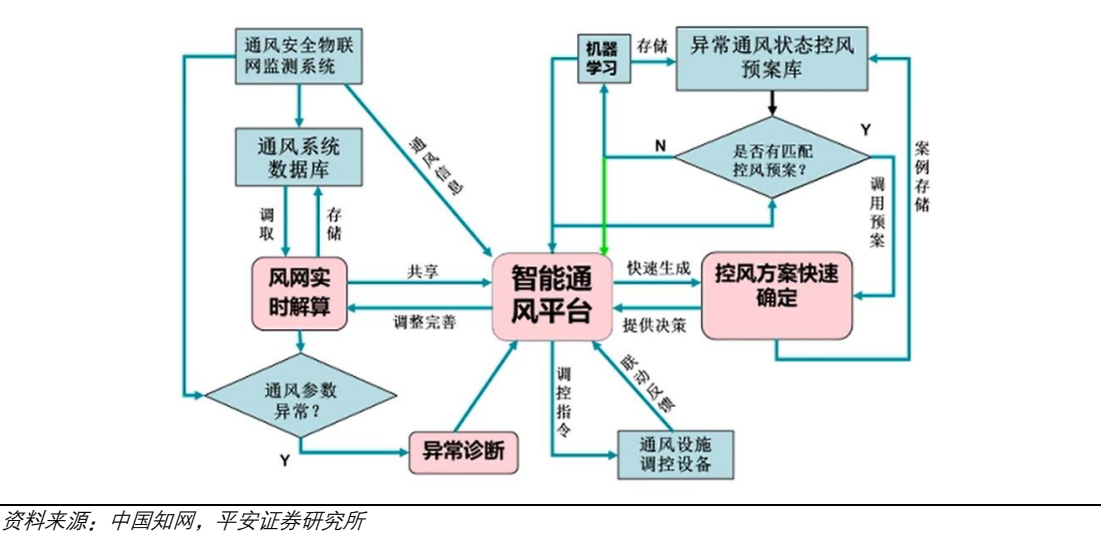 通风安全物联
网监测系统
机器
学习
存储
异常通风状态控风
预案库
通风系统
数据库
通风信息
N
是否有匹配
控风预案？
Y
调用预案
案例存储
调取
存储
风网实
时解算
共享
调整完善
智能通
风平台
快速生成
提供决策
控风方案快速
确定
通风参数
异常？
Y
异常诊断
调控指令
联动反馈
通风设施
调控设备
资料来源：中国知网，平安证券研究所